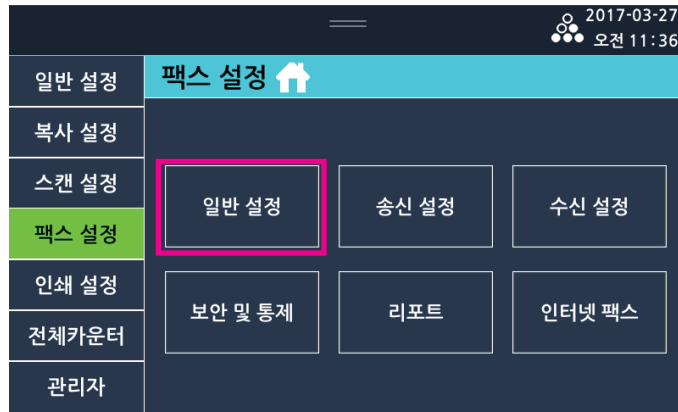 2017-03-27
오전 11:36
일반 설정
복사 설정
스캔 설정
팩스 설정
인쇄 설정
전체카운터
관리자
팩스 설정
일반 설정
송신 설정
수신 설정
보안 및 통제
리포트
인터넷 팩스